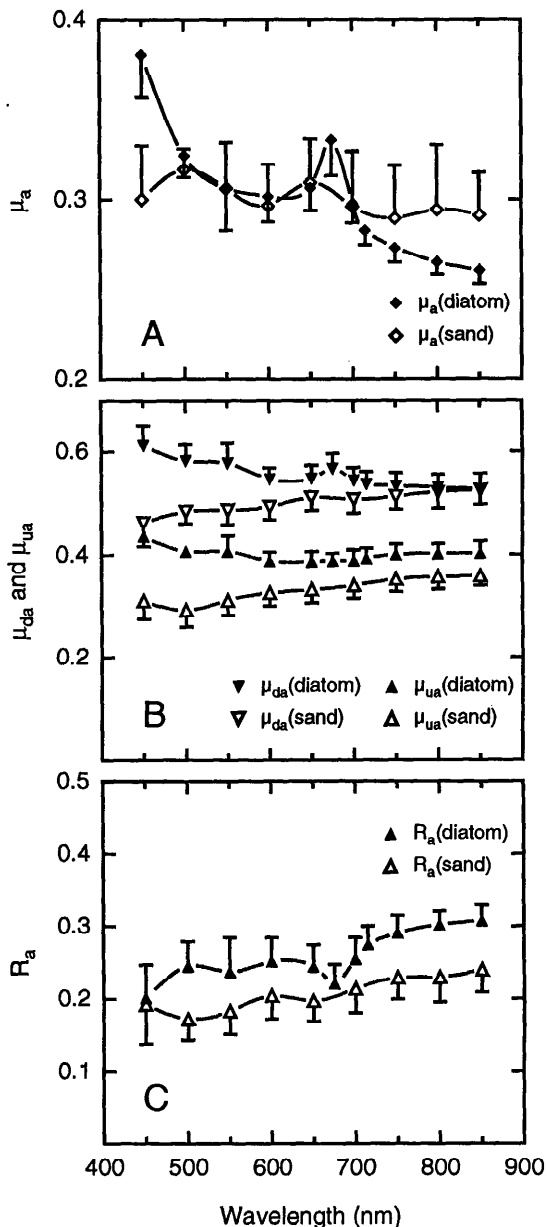 0.4
0.3
0.2
μa
A
μa(diatom)
μa(sand)
0.6
0.4
0.2
μda and μua
B
μda(diatom) μua(diatom)
μda(sand) μua(sand)
0.5
0.4
0.3
0.2
0.1
Ra
Ra(diatom)
Ra(sand)
C
400 500 600 700 800 900
Wavelength (nm)